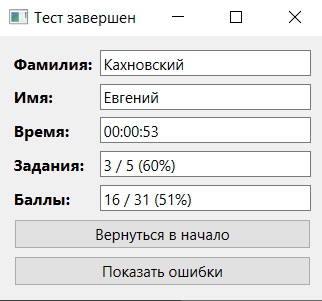 Тест завершен
Фамилия: Кахновский
Имя: Евгений
Время: 00:00:53
Задания: 3 / 5 (60%)
Баллы: 16 / 31 (51%)
Вернуться в начало
Показать ошибки